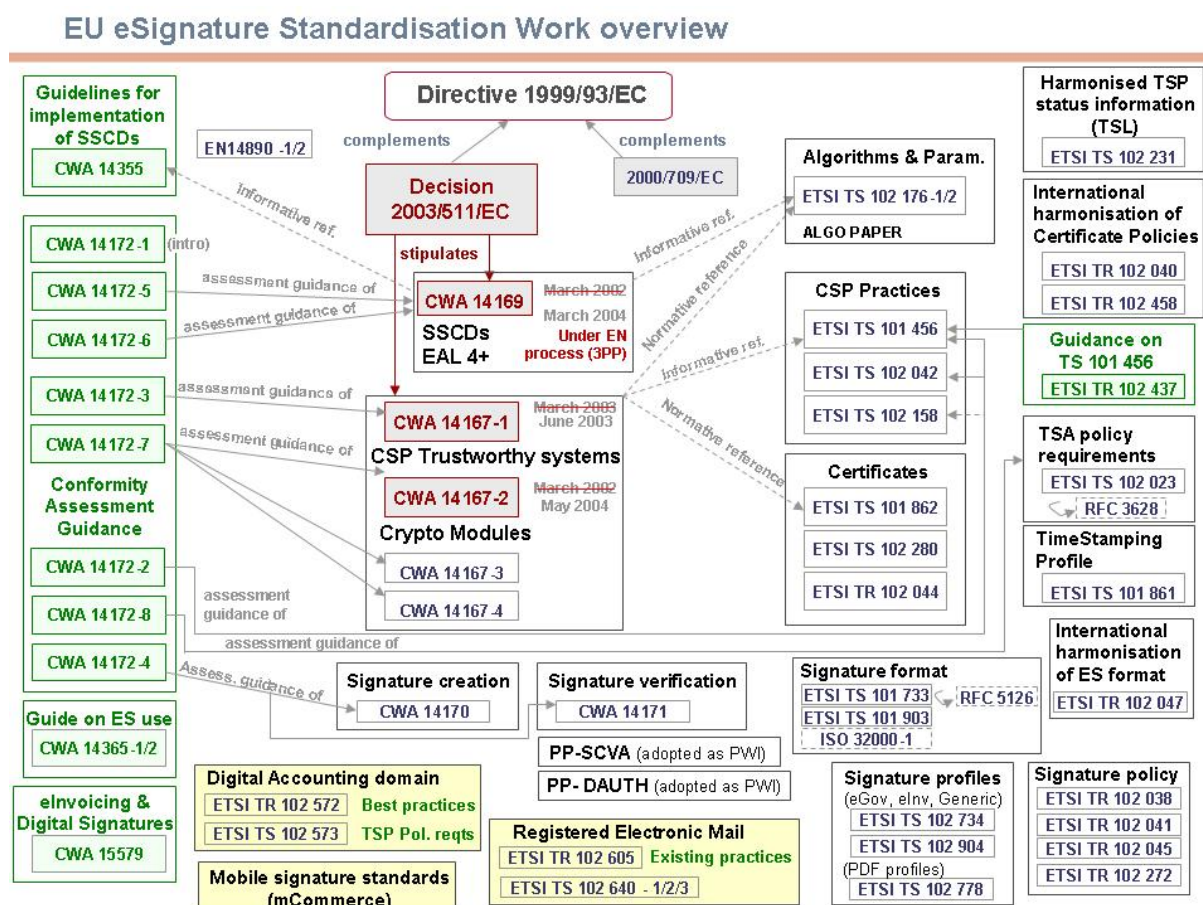 EU eSignature Standardisation Work overview
Guidelines for
implementation
of SSCDs
CWA 14355
EN14890 -1/2
Directive 1999/93/EC
complements
complements
Decision
2003/511/EC
2000/709/EC
Informative ref.
stipulates
CWA 14172-1 (intro)
CWA 14172-5
assessment guidance of
CWA 14172-6
assessment guidance of
CWA 14172-3
assessment guidancs of
CWA 14172-7
assessment guidance of
Conformity
Assessment
Guidance
CWA 14172-2
assessment
guidance of
CWA 14172-8
assessment guidance of
CWA 14172-4
Assess. guidance of
CWA 14169
March 2002
March 2004
SSCDs
EAL 4+
Under EN
process (3PP)
CWA 14167-1
March 2003
June 2003
CSP Trustworthy systems
CWA 14167-2
March 2002
May 2004
Crypto Modules
CWA 14167-3
CWA 14167-4
Informative ref.
Normative reference
Informative ref.
Normative reference
Algorithms & Param.
ETSI TS 102 176-1/2
ALGO PAPER
CSP Practices
ETSI TS 101 456
ETSI TS 102 042
ETSI TS 102 158
Certificates
ETSI TS 101 862
ETSI TS 102 280
ETSI TR 102 044
Harmonised TSP
status information
(TSL)
ETSI TS 102 231
International
harmonisation of
Certificate Policies
ETSI TR 102 040
ETSI TR 102 458
Guidance on
TS 101 456
ETSI TR 102 437
TSA policy
requirements
ETSI TS 102 023
RFC 3628
TimeStamping
Profile
ETSI TS 101 861
International
harmonisation
of ES format
ETSI TR 102 047
Signature creation
CWA 14170
Signature verification
CWA 14171
Signature format
ETSI TS 101 733
RFC 5126
ETSI TS 101 903
ISO 32000-1
Guide on ES use
CWA 14365-1/2
eInvoicing &
Digital Signatures
CWA 15579
PP-SCVA (adopted as PWI)
PP- DAUTH (adopted as PWI)
Digital Accounting domain
ETSI TR 102 572 Best practices
ETSI TS 102 573 TSP Pol. reqts
Mobile signature standards
(mCommerce)
Registered Electronic Mail
ETSI TR 102 605 Existing practices
ETSI TS 102 640 - 1/2/3
Signature profiles
(eGov, eInv, Generic)
ETSI TS 102 734
ETSI TS 102 904
(PDF profiles)
ETSI TS 102 778
Signature policy
ETSI TR 102 038
ETSI TR 102 041
ETSI TR 102 045
ETSI TR 102 272